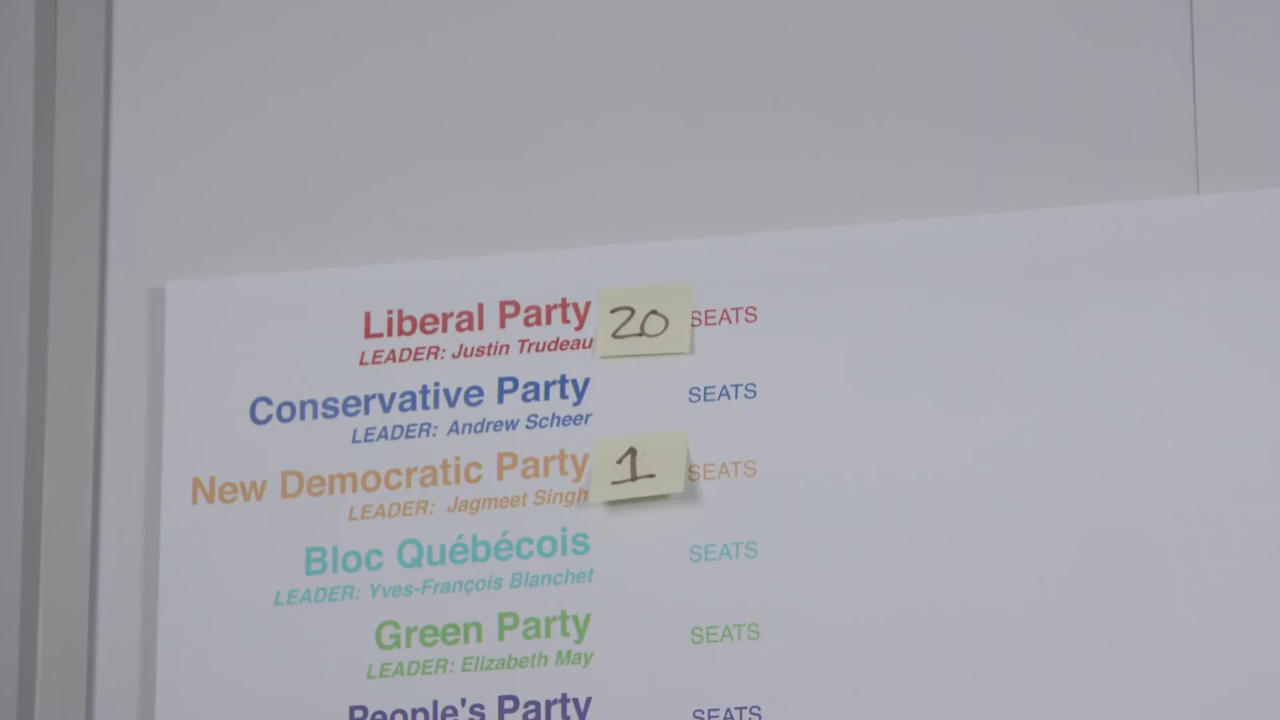 Liberal Party 20 SEATS
LEADER: Justin Trudeau
Conservative Party SEATS
LEADER: Andrew Scheer
New Democratic Party 1 SEATS
LEADER: Jagmeet Singh
Bloc Québécois SEATS
LEADER: Yves-François Blanchet
Green Party SEATS
LEADER: Elizabeth May
People's Party SEATS